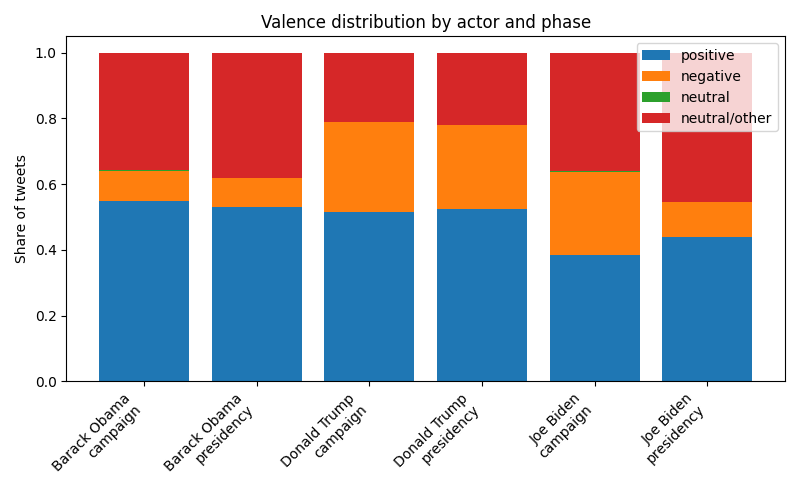 Valence distribution by actor and phase
positive
negative
neutral
neutral/other
Share of tweets
1.0
0.8
0.6
0.4
0.2
0.0
Barack Obama
campaign
Barack Obama
presidency
Donald Trump
campaign
Donald Trump
presidency
Joe Biden
campaign
Joe Biden
presidency